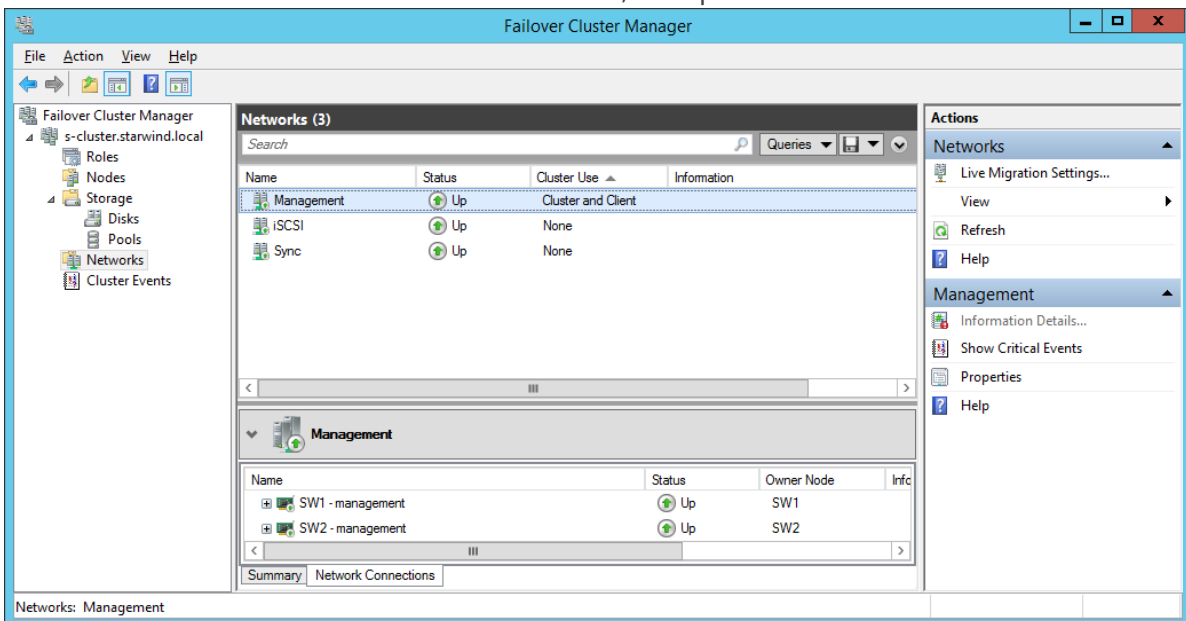 Failover Cluster Manager
File Action View Help
Failover Cluster Manager
s-cluster.starwind.local
Roles
Nodes
Storage
Disks
Pools
Networks
Cluster Events
Networks (3)
Search
Queries
Name Status Cluster Use Information
Management Up Cluster and Client
iSCSI Up None
Sync Up None
Management
Name Status Owner Node Info
SW1 - management Up SW1
SW2 - management Up SW2
Summary Network Connections
Actions
Networks
Live Migration Settings...
View
Refresh
Help
Management
Information Details...
Show Critical Events
Properties
Help
Networks: Management